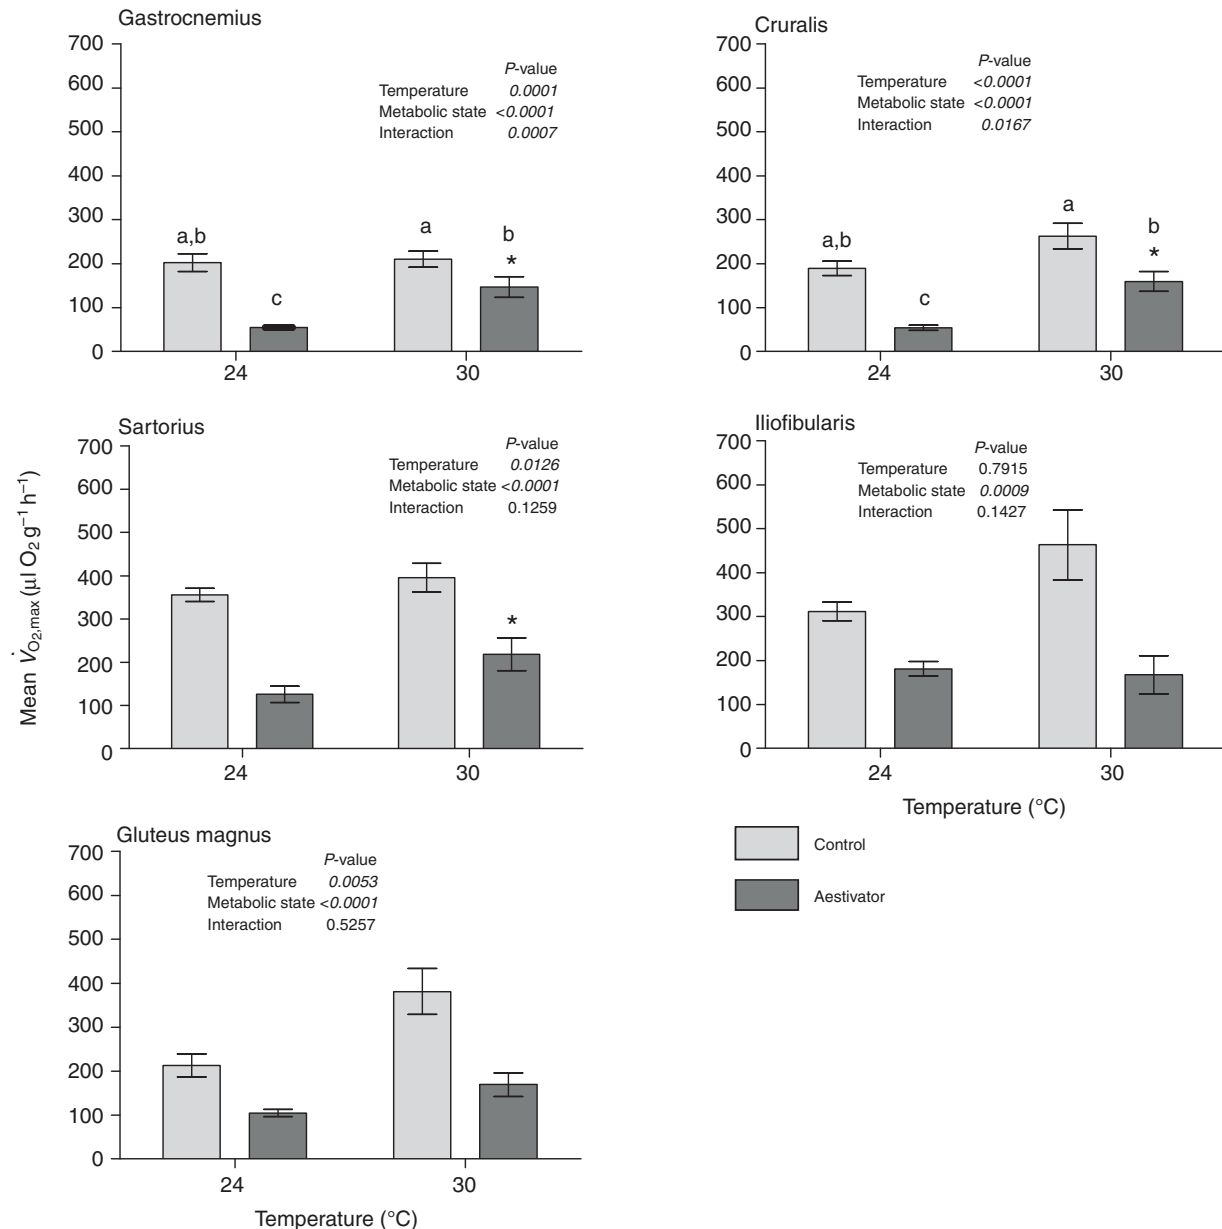 Gastrocnemius
700
600
500
400
300
200
100
0
P-value
Temperature 0.0001
Metabolic state <0.0001
Interaction 0.0007
a,b
c
a
b
*
24
30
Cruralis
700
600
500
400
300
200
100
0
P-value
Temperature <0.0001
Metabolic state <0.0001
Interaction 0.0167
a,b
c
a
b
*
24
30
Mean V̇O2,max (µl O2 g−1 h−1)
Sartorius
700
600
500
400
300
200
100
0
P-value
Temperature 0.0126
Metabolic state <0.0001
Interaction 0.1259
*
24
30
Iliofibularis
700
600
500
400
300
200
100
0
P-value
Temperature 0.7915
Metabolic state 0.0009
Interaction 0.1427
24
30
Temperature (°C)
Gluteus magnus
700
600
500
400
300
200
100
0
P-value
Temperature 0.0053
Metabolic state <0.0001
Interaction 0.5257
24
30
Temperature (°C)
Control
Aestivator